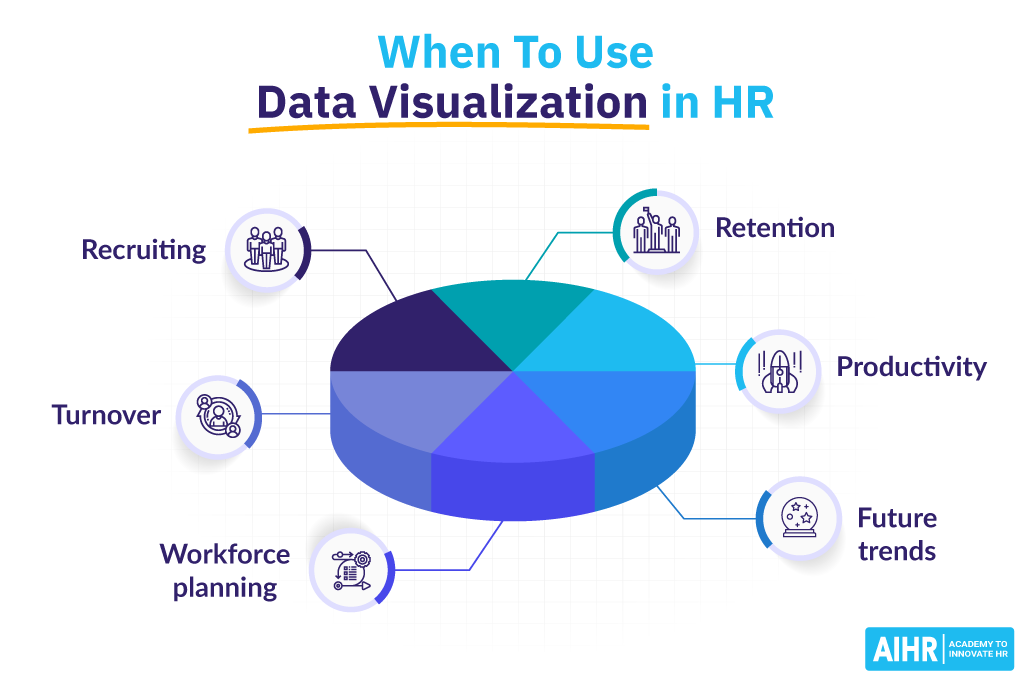 When To Use
Data Visualization in HR
Recruiting
Retention
Turnover
Productivity
Workforce
planning
Future
trends
AIHR
ACADEMY TO
INNOVATE HR